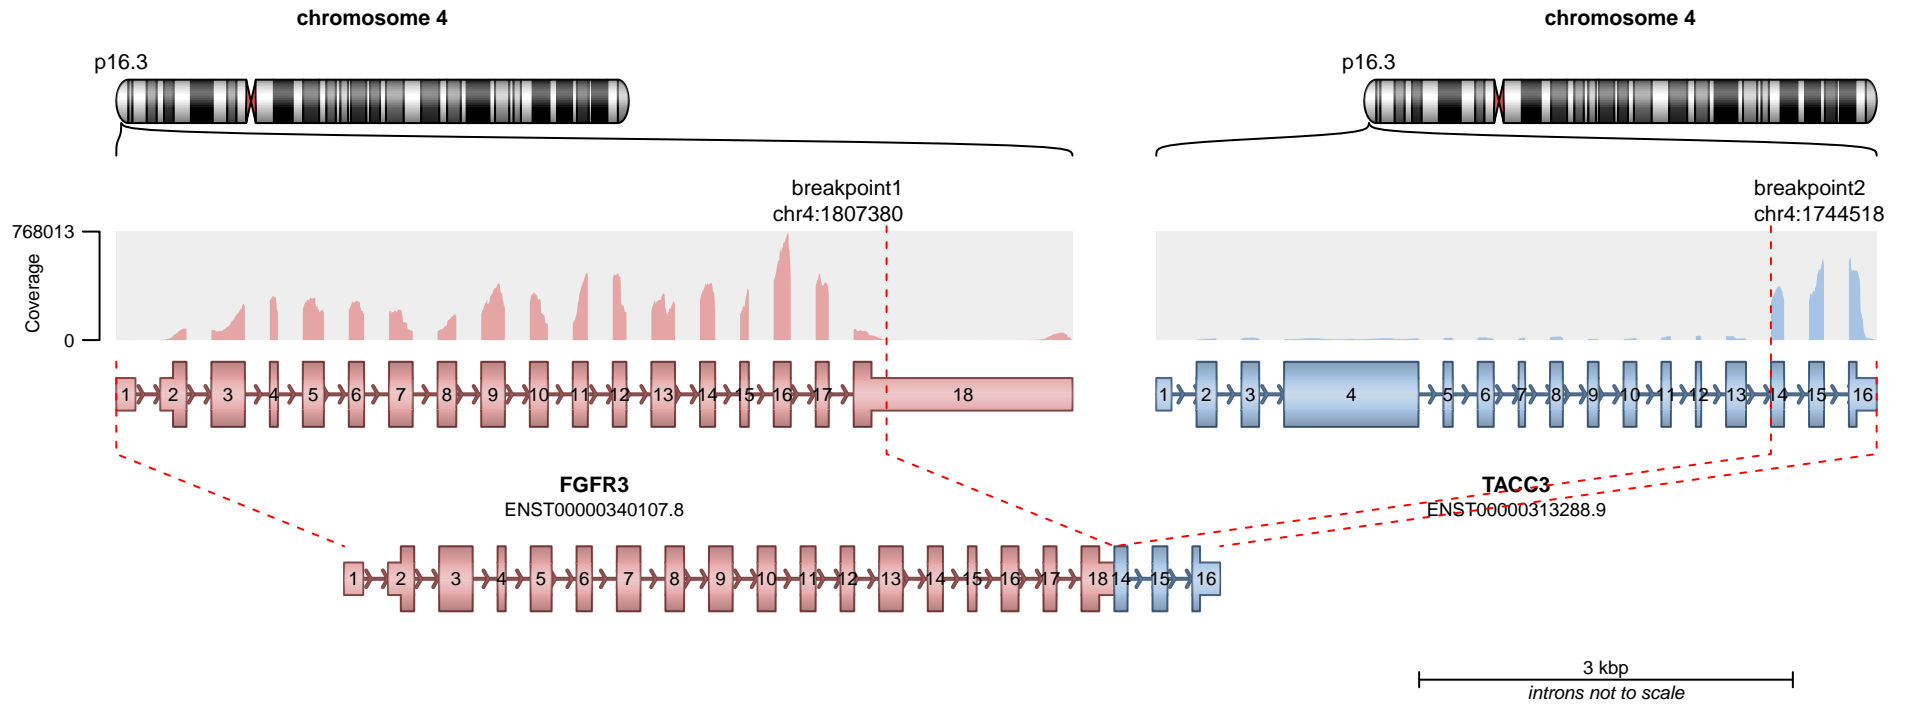 chromosome 4
chromosome 4
p16.3
p16.3
breakpoint1
chr4:1807380
breakpoint2
chr4:1744518
768013
Coverage
0
1 2 3 4 5 6 7 8 9 10 11 12 13 14 15 16 17 18
1 2 3 4 5 6 7 8 9 10 11 12 13 14 15 16
FGFR3
ENST00000340107.8
TACC3
ENST00000313288.9
1 2 3 4 5 6 7 8 9 10 11 12 13 14 15 16 17 18 14 15 16
3 kbp
introns not to scale